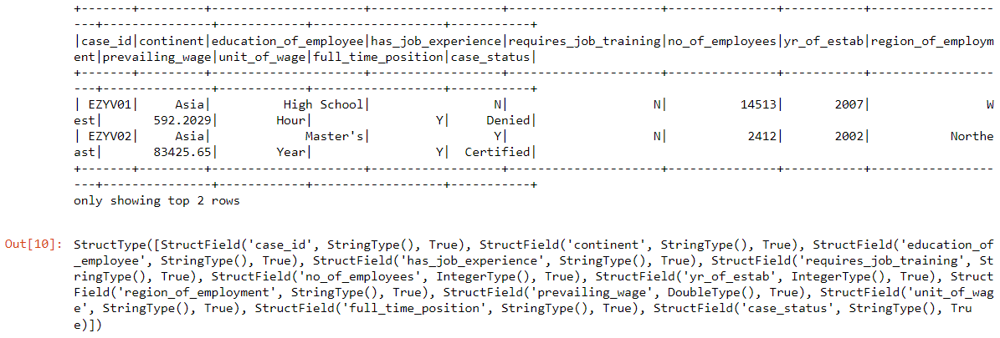 +-------+---------+---------------------+------------------+---------------------+---------------+-----------+-----------------
---+---------------+------------+------------------+-----------+
|case_id|continent|education_of_employee|has_job_experience|requires_job_training|no_of_employees|yr_of_estab|region_of_employm
ent|prevailing_wage|unit_of_wage|full_time_position|case_status|
+-------+---------+---------------------+------------------+---------------------+---------------+-----------+-----------------
---+---------------+------------+------------------+-----------+
| EZYV01|     Asia|          High School|                 N|                    N|          14513|       2007|                W
est|       592.2029|        Hour|                 Y|     Denied|
| EZYV02|     Asia|             Master's|                 Y|                    N|           2412|       2002|           Northe
ast|       83425.65|        Year|                 Y|  Certified|
+-------+---------+---------------------+------------------+---------------------+---------------+-----------+-----------------
---+---------------+------------+------------------+-----------+
only showing top 2 rows
Out[10]: StructType([StructField('case_id', StringType(), True), StructField('continent', StringType(), True), StructField('education_of
_employee', StringType(), True), StructField('has_job_experience', StringType(), True), StructField('requires_job_training', St
ringType(), True), StructField('no_of_employees', IntegerType(), True), StructField('yr_of_estab', IntegerType(), True), Struct
Field('region_of_employment', StringType(), True), StructField('prevailing_wage', DoubleType(), True), StructField('unit_of_wag
e', StringType(), True), StructField('full_time_position', StringType(), True), StructField('case_status', StringType(), Tru
e)])